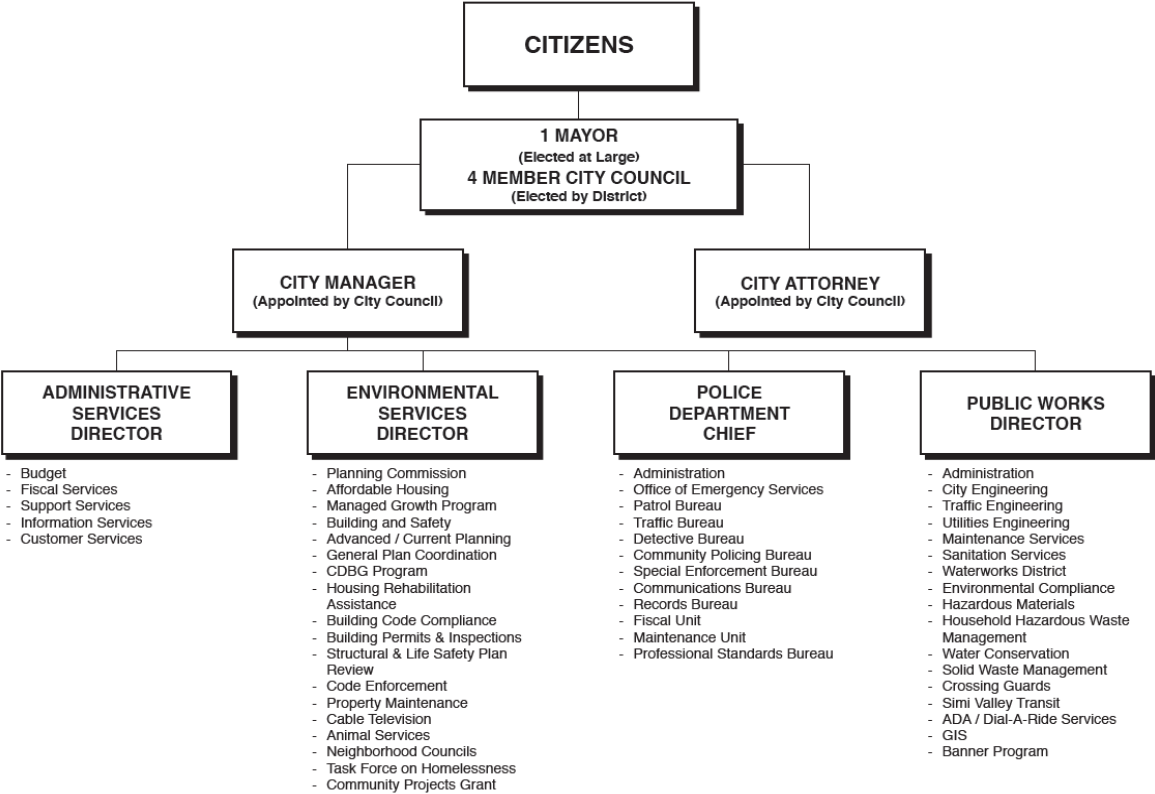 CITIZENS
1 MAYOR
(Elected at Large)
4 MEMBER CITY COUNCIL
(Elected by District)
CITY MANAGER
(Appointed by City Council)
CITY ATTORNEY
(Appointed by City Council)
ADMINISTRATIVE
SERVICES
DIRECTOR
- Budget
- Fiscal Services
- Support Services
- Information Services
- Customer Services
ENVIRONMENTAL
SERVICES
DIRECTOR
- Planning Commission
- Affordable Housing
- Managed Growth Program
- Building and Safety
- Advanced / Current Planning
- General Plan Coordination
- CDBG Program
- Housing Rehabilitation
Assistance
- Building Code Compliance
- Building Permits & Inspections
- Structural & Life Safety Plan
Review
- Code Enforcement
- Property Maintenance
- Cable Television
- Animal Services
- Neighborhood Councils
- Task Force on Homelessness
- Community Projects Grant
POLICE
DEPARTMENT
CHIEF
- Administration
- Office of Emergency Services
- Patrol Bureau
- Traffic Bureau
- Detective Bureau
- Community Policing Bureau
- Special Enforcement Bureau
- Communications Bureau
- Records Bureau
- Fiscal Unit
- Maintenance Unit
- Professional Standards Bureau
PUBLIC WORKS
DIRECTOR
- Administration
- City Engineering
- Traffic Engineering
- Utilities Engineering
- Maintenance Services
- Sanitation Services
- Waterworks District
- Environmental Compliance
- Hazardous Materials
- Household Hazardous Waste
Management
- Water Conservation
- Solid Waste Management
- Crossing Guards
- Simi Valley Transit
- ADA / Dial-A-Ride Services
- GIS
- Banner Program